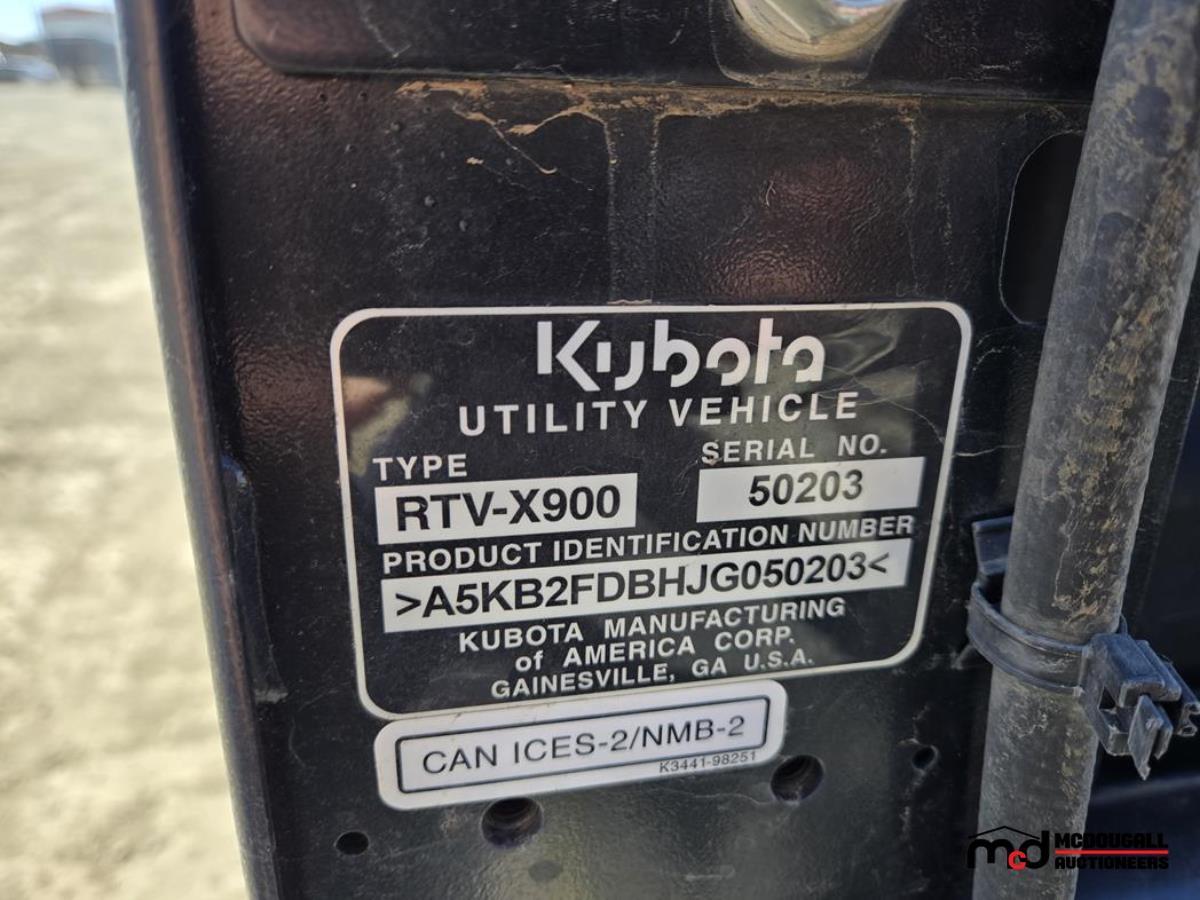 Kubota
UTILITY VEHICLE
TYPE
SERIAL NO.
RTV-X900
50203
PRODUCT IDENTIFICATION NUMBER
>A5KB2FDBHJG050203<
KUBOTA MANUFACTURING
of AMERICA CORP.
GAINESVILLE, GA U.S.A.
CAN ICES-2/NMB-2
K3441-98251
mcd
MCDOUGALL
AUCTIONEERS